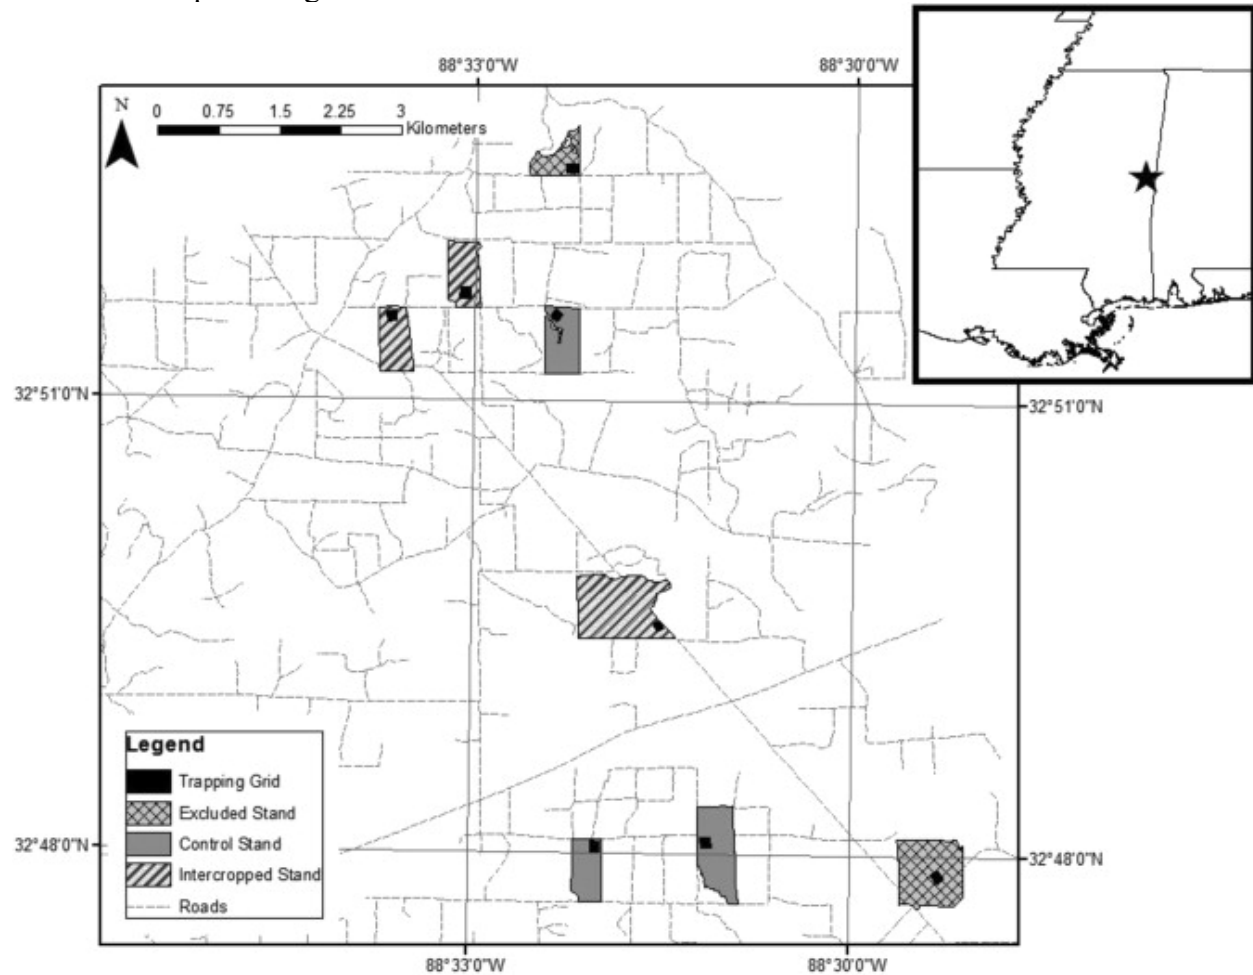 88°33'0"W 88°30'0"W
N
0 0.75 1.5 2.25 3
Kilometers
32°51'0"N 32°51'0"N
Legend
Trapping Grid
Excluded Stand
Control Stand
Intercropped Stand
Roads
32°48'0"N 32°48'0"N
88°33'0"W 88°30'0"W